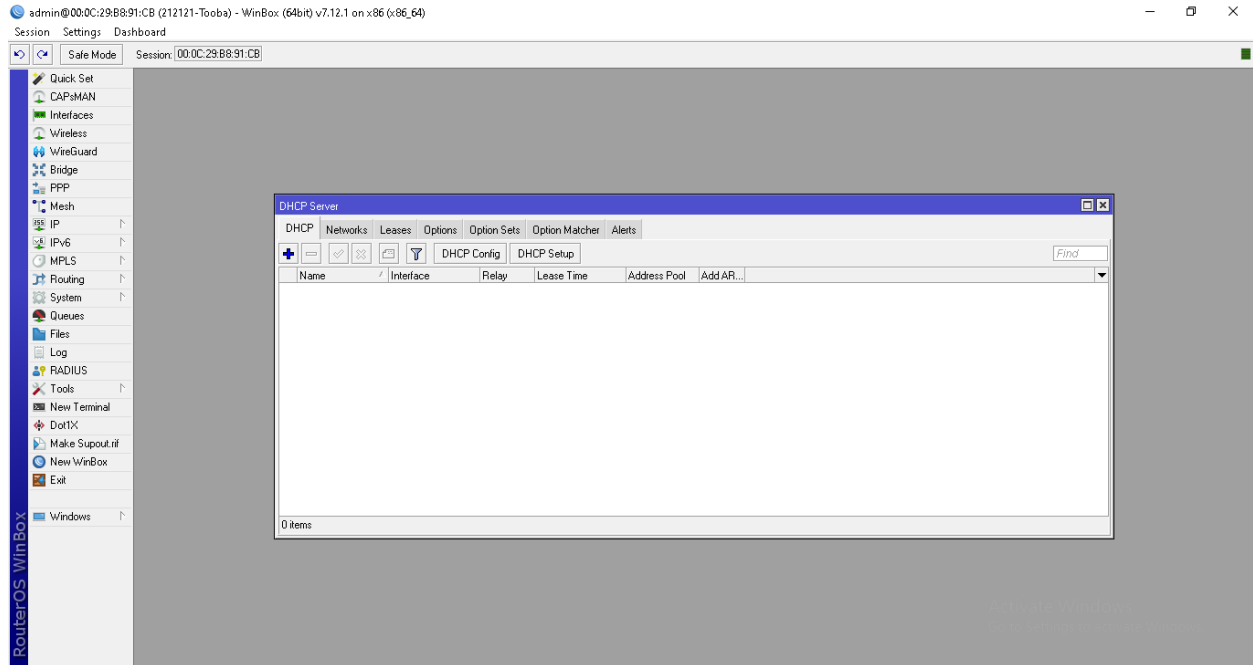 admin@00:0C:29:B8:91:CB (212121-Tooba) - WinBox (64bit) v7.12.1 on x86 (x86_64)
Session Settings Dashboard
Safe Mode Session: 00:0C:29:B8:91:CB
Quick Set
CAPsMAN
Interfaces
Wireless
WireGuard
Bridge
PPP
Mesh
IP
IPv6
MPLS
Routing
System
Queues
Files
Log
RADIUS
Tools
New Terminal
Dot1X
Make Supout.rif
New WinBox
Exit
Windows
RouterOS WinBox
DHCP Server
DHCP Networks Leases Options Option Sets Option Matcher Alerts
DHCP Config DHCP Setup Find
Name Interface Relay Lease Time Address Pool Add AR...
0 items
Activate Windows